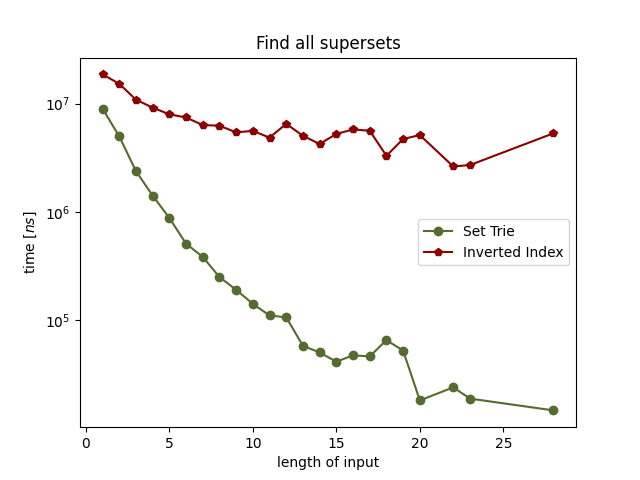 Find all supersets
time [ns]
10^7
10^6
10^5
Set Trie
Inverted Index
0 5 10 15 20 25
length of input